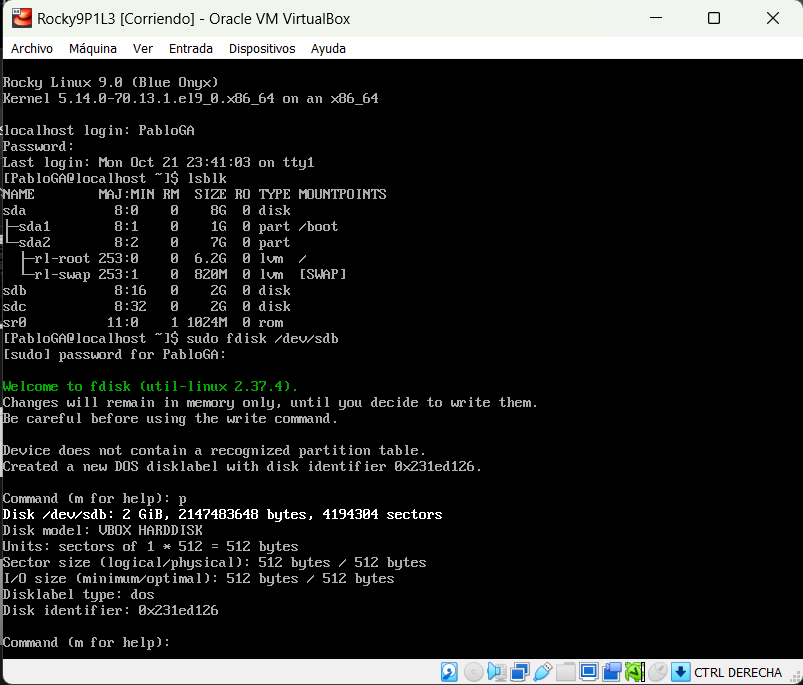 Rocky9P1L3 [Corriendo] - Oracle VM VirtualBox
Archivo Máquina Ver Entrada Dispositivos Ayuda
Rocky Linux 9.0 (Blue Onyx)
Kernel 5.14.0-70.13.1.el9_0.x86_64 on an x86_64

localhost login: PabloGA
Password:
Last login: Mon Oct 21 23:41:03 on tty1
[PabloGA@localhost ~]$ lsblk
NAME        MAJ:MIN RM  SIZE RO TYPE MOUNTPOINTS
sda           8:0    0    8G  0 disk
├─sda1        8:1    0    1G  0 part /boot
└─sda2        8:2    0    7G  0 part
  ├─rl-root 253:0    0  6.2G  0 lvm  /
  └─rl-swap 253:1    0  820M  0 lvm  [SWAP]
sdb           8:16   0    2G  0 disk
sdc           8:32   0    2G  0 disk
sr0          11:0    1 1024M  0 rom
[PabloGA@localhost ~]$ sudo fdisk /dev/sdb
[sudo] password for PabloGA:

Welcome to fdisk (util-linux 2.37.4).
Changes will remain in memory only, until you decide to write them.
Be careful before using the write command.

Device does not contain a recognized partition table.
Created a new DOS disklabel with disk identifier 0x231ed126.

Command (m for help): p
Disk /dev/sdb: 2 GiB, 2147483648 bytes, 4194304 sectors
Disk model: VBOX HARDDISK
Units: sectors of 1 * 512 = 512 bytes
Sector size (logical/physical): 512 bytes / 512 bytes
I/O size (minimum/optimal): 512 bytes / 512 bytes
Disklabel type: dos
Disk identifier: 0x231ed126

Command (m for help):
CTRL DERECHA